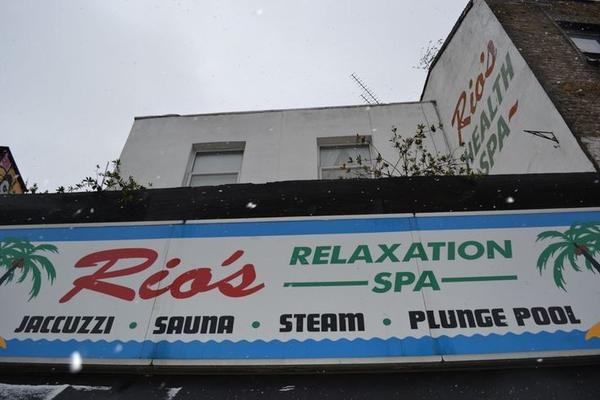 Rio's
HEALTH
SPA
Rio's
RELAXATION
SPA
JACCUZZI • SAUNA • STEAM • PLUNGE POOL